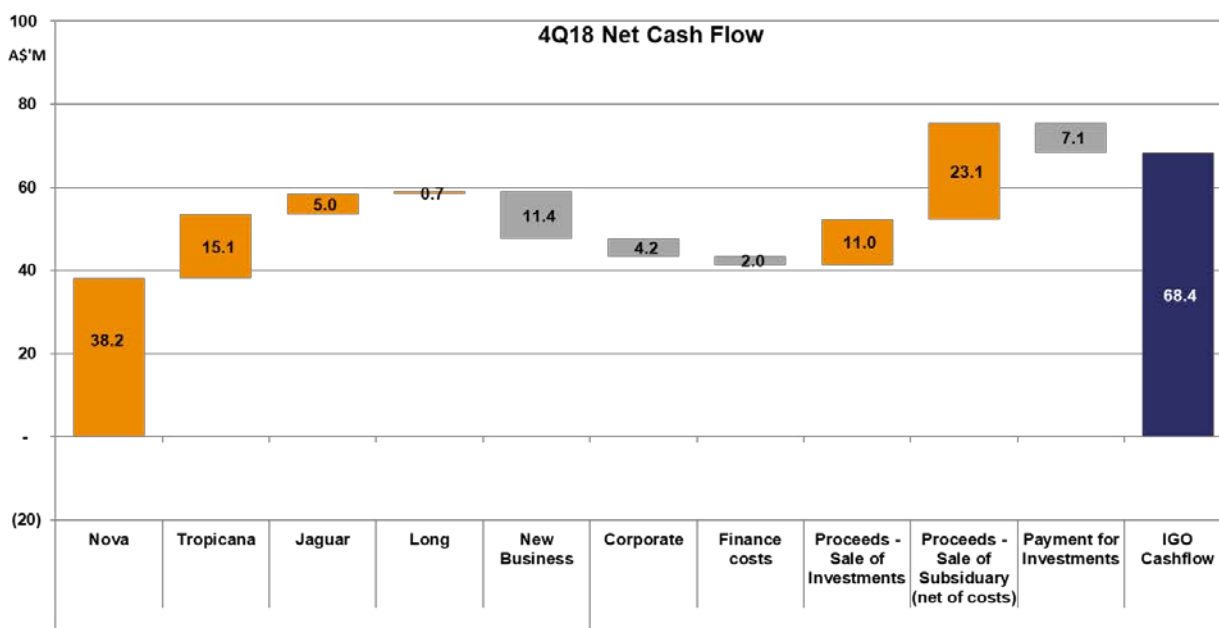 4Q18 Net Cash Flow
A$'M
100
80
60
40
20
-
(20)
38.2
15.1
5.0
0.7
11.4
4.2
2.0
11.0
23.1
7.1
68.4
Nova
Tropicana
Jaguar
Long
New
Business
Corporate
Finance
costs
Proceeds -
Sale of
Investments
Proceeds -
Sale of
Subsiduary
(net of costs)
Payment for
Investments
IGO
Cashflow